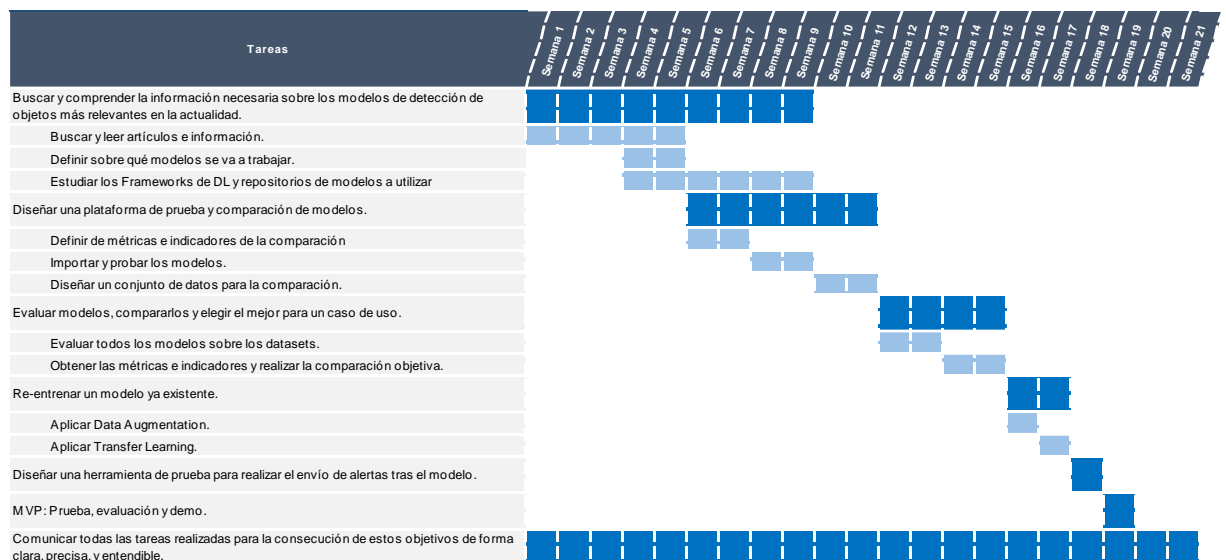 Tareas
Semana 1
Semana 2
Semana 3
Semana 4
Semana 5
Semana 6
Semana 7
Semana 8
Semana 9
Semana 10
Semana 11
Semana 12
Semana 13
Semana 14
Semana 15
Semana 16
Semana 17
Semana 18
Semana 19
Semana 20
Semana 21
Buscar y comprender la información necesaria sobre los modelos de detección de
objetos más relevantes en la actualidad.
Buscar y leer artículos e información.
Definir sobre qué modelos se va a trabajar.
Estudiar los Frameworks de DL y repositorios de modelos a utilizar
Diseñar una plataforma de prueba y comparación de modelos.
Definir de métricas e indicadores de la comparación
Importar y probar los modelos.
Diseñar un conjunto de datos para la comparación.
Evaluar modelos, compararlos y elegir el mejor para un caso de uso.
Evaluar todos los modelos sobre los datasets.
Obtener las métricas e indicadores y realizar la comparación objetiva.
Re-entrenar un modelo ya existente.
Aplicar Data Augmentation.
Aplicar Transfer Learning.
Diseñar una herramienta de prueba para realizar el envío de alertas tras el modelo.
MVP: Prueba, evaluación y demo.
Comunicar todas las tareas realizadas para la consecución de estos objetivos de forma
clara, precisa, y entendible.